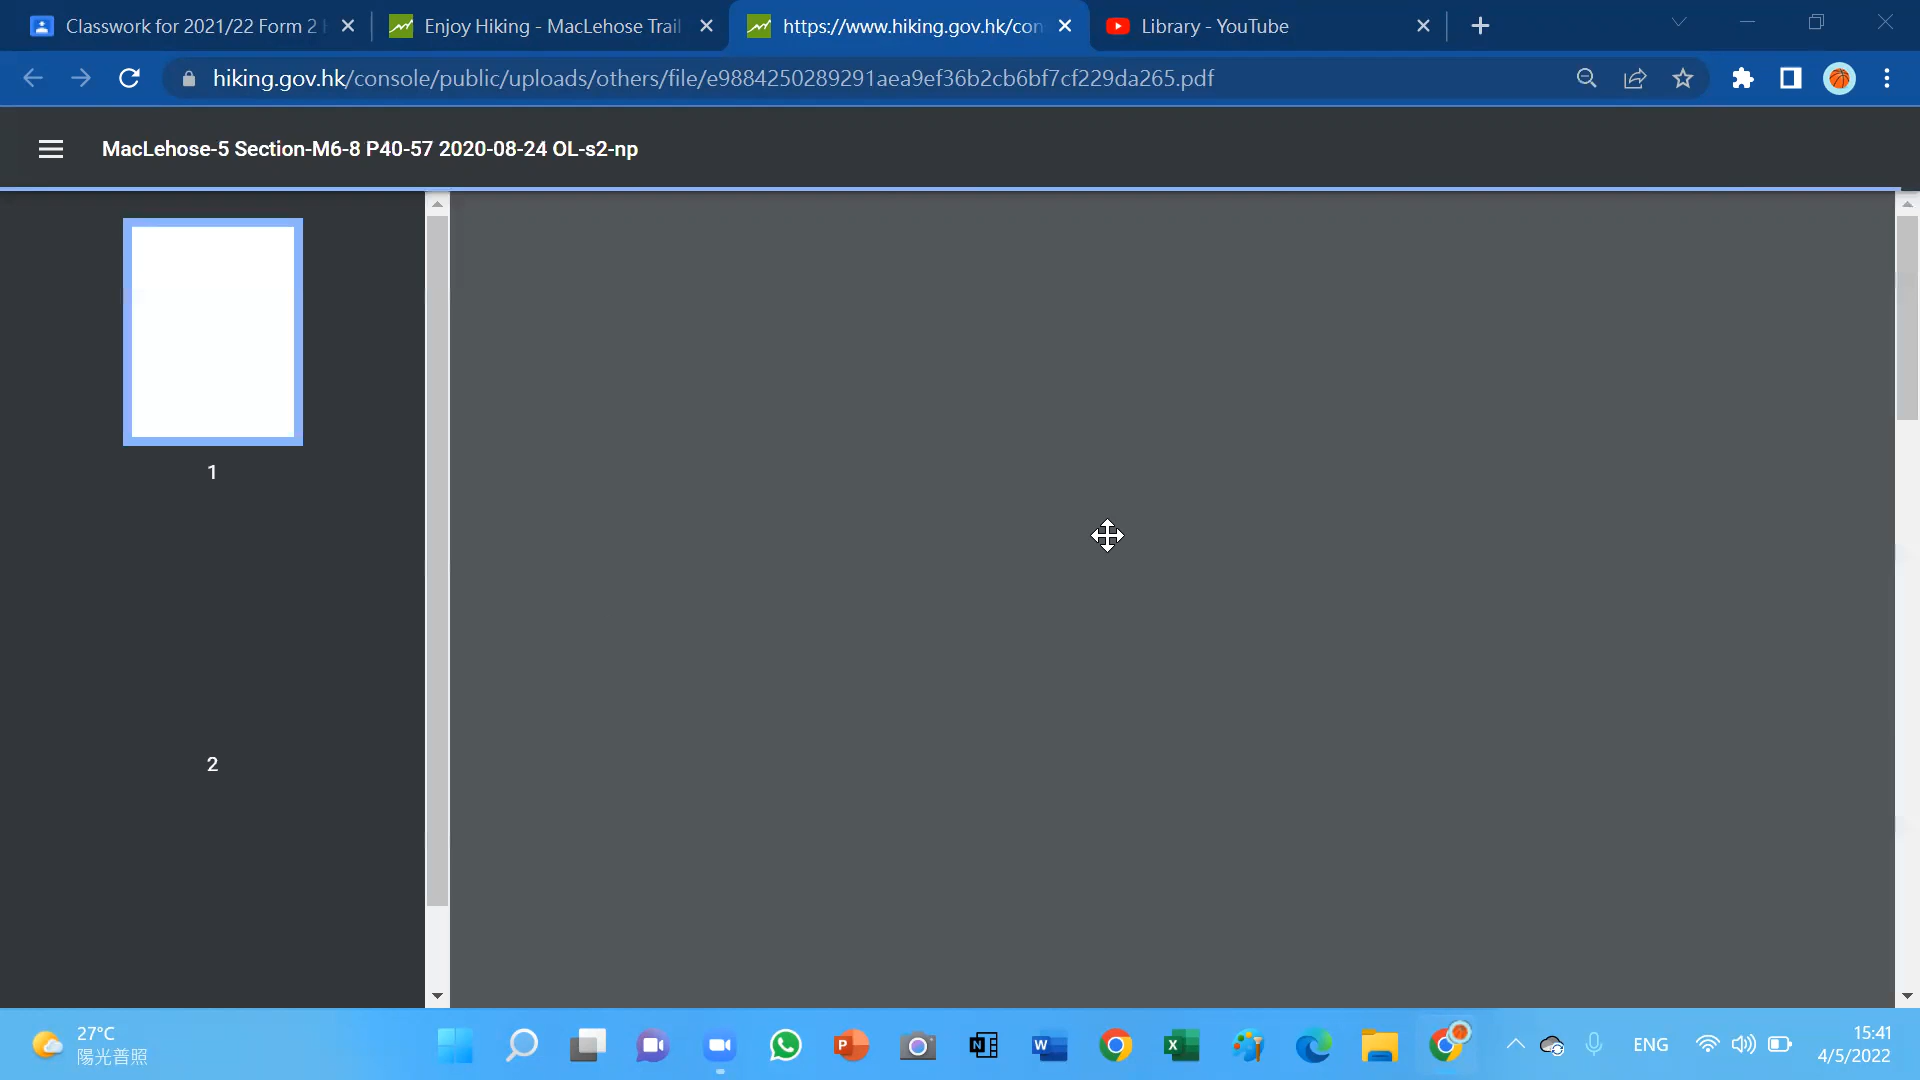 Classwork for 2021/22 Form 2
Enjoy Hiking - MacLehose Trail
https://www.hiking.gov.hk/con
Library - YouTube
hiking.gov.hk/console/public/uploads/others/file/e9884250289291aea9ef36b2cb6bf7cf229da265.pdf
MacLehose-5 Section-M6-8 P40-57 2020-08-24 OL-s2-np
1
2
27°C
陽光普照
ENG
15:41
4/5/2022